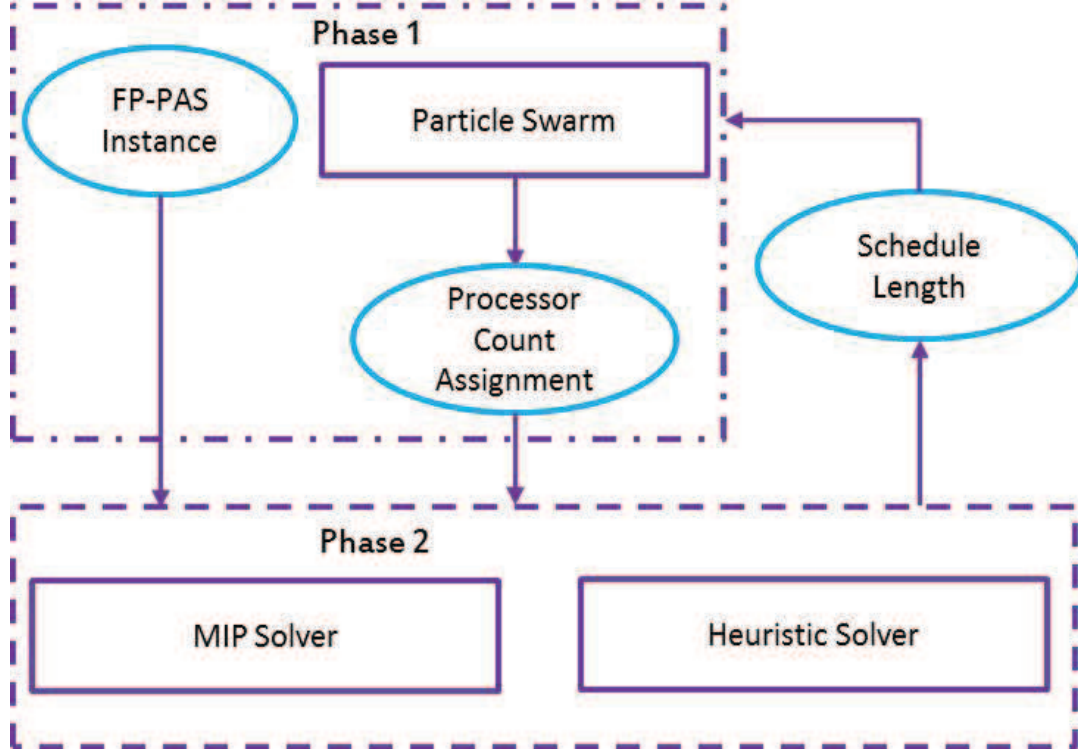 Phase 1
FP-PAS
Instance
Particle Swarm
Processor
Count
Assignment
Schedule
Length
Phase 2
MIP Solver
Heuristic Solver